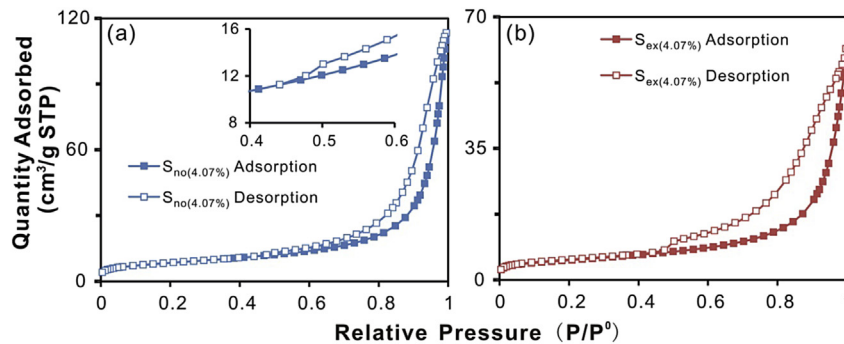 (a)
120
60
0
Quantity Adsorbed
(cm³/g STP)
16
14
12
10
8
0.4 0.5 0.6
Sno(4.07%) Adsorption
Sno(4.07%) Desorption
0 0.2 0.4 0.6 0.8 1
(b)
70
35
0
Sex(4.07%) Adsorption
Sex(4.07%) Desorption
0 0.2 0.4 0.6 0.8
Relative Pressure (P/P⁰)